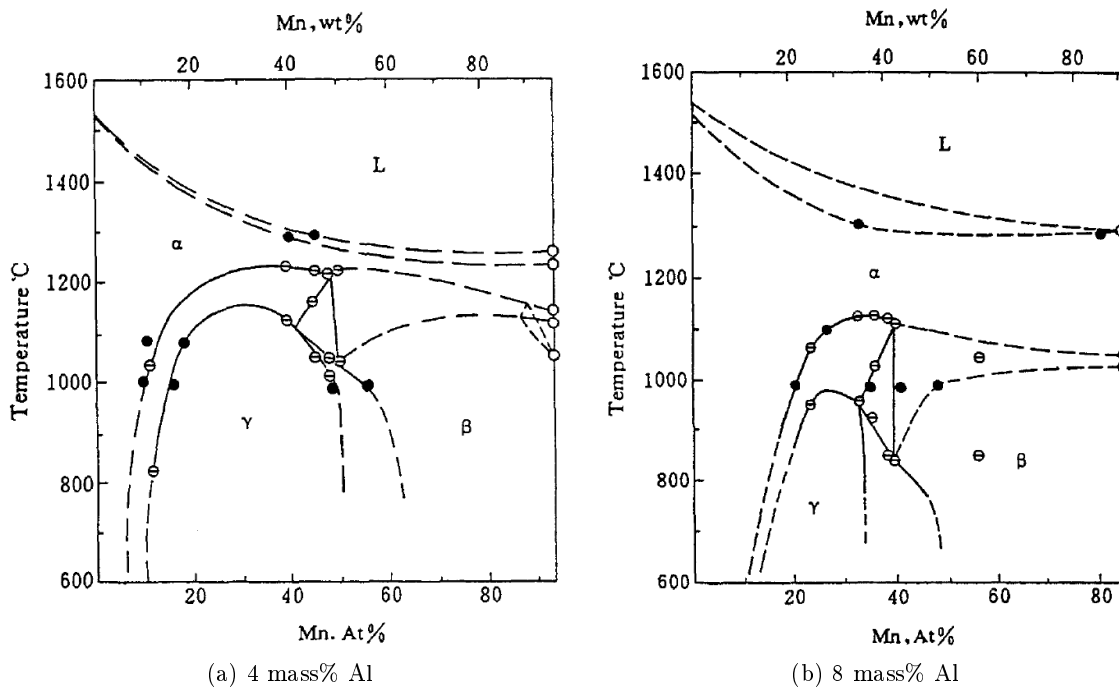 Mn, wt%
20 40 60 80
1600
1400
1200
1000
800
600
Temperature °C
L
α
γ
β
20 40 60 80
Mn. At%
(a) 4 mass% Al
Mn, wt%
20 40 60 80
1600
1400
1200
1000
800
600
Temperature °C
L
α
γ
β
20 40 60 80
Mn, At%
(b) 8 mass% Al